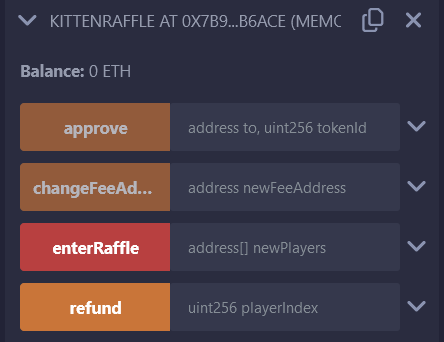 KITTENRAFFLE AT 0X7B9...B6ACE (MEMO
Balance: 0 ETH
approve address to, uint256 tokenId
changeFeeAd... address newFeeAddress
enterRaffle address[] newPlayers
refund uint256 playerIndex